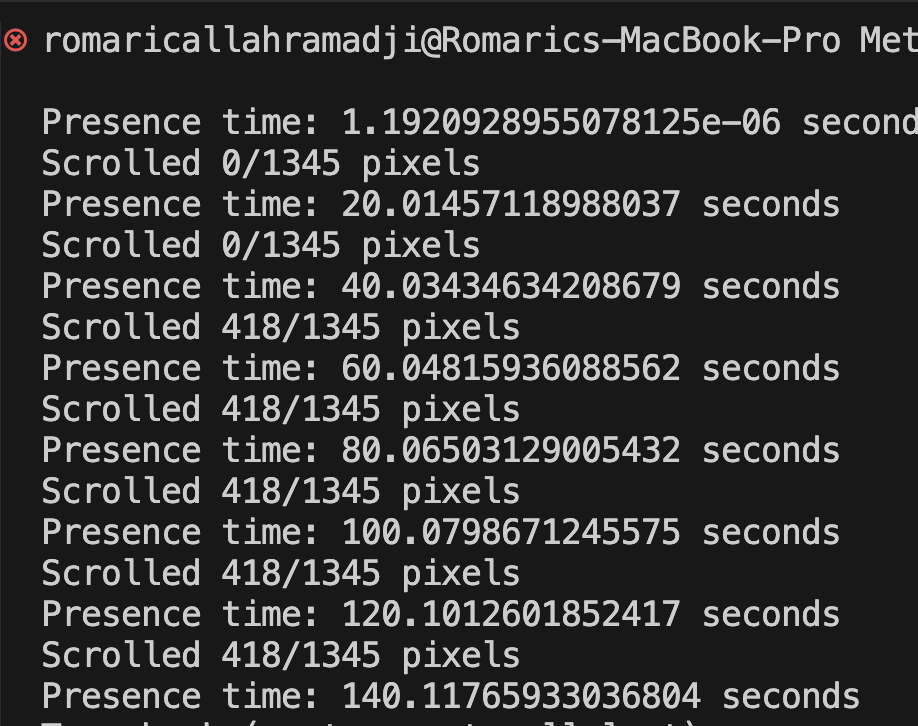 romaricallahramadji@Romarics-MacBook-Pro Met
Presence time: 1.1920928955078125e-06 second
Scrolled 0/1345 pixels
Presence time: 20.01457118988037 seconds
Scrolled 0/1345 pixels
Presence time: 40.03434634208679 seconds
Scrolled 418/1345 pixels
Presence time: 60.04815936088562 seconds
Scrolled 418/1345 pixels
Presence time: 80.06503129005432 seconds
Scrolled 418/1345 pixels
Presence time: 100.0798671245575 seconds
Scrolled 418/1345 pixels
Presence time: 120.1012601852417 seconds
Scrolled 418/1345 pixels
Presence time: 140.11765933036804 seconds